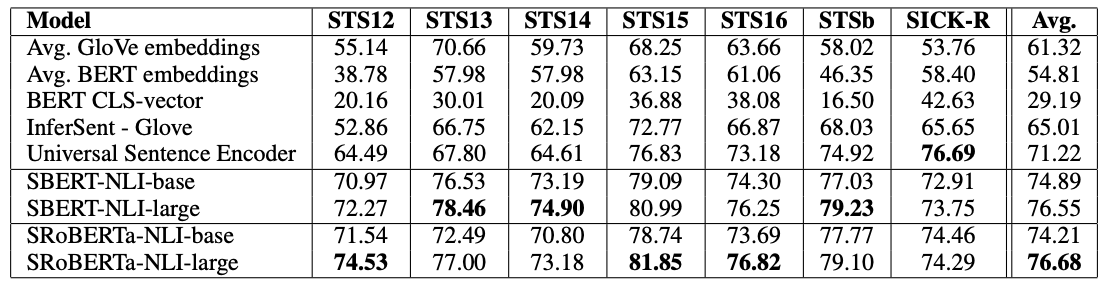 Model STS12 STS13 STS14 STS15 STS16 STSb SICK-R Avg.
Avg. GloVe embeddings 55.14 70.66 59.73 68.25 63.66 58.02 53.76 61.32
Avg. BERT embeddings 38.78 57.98 57.98 63.15 61.06 46.35 58.40 54.81
BERT CLS-vector 20.16 30.01 20.09 36.88 38.08 16.50 42.63 29.19
InferSent - Glove 52.86 66.75 62.15 72.77 66.87 68.03 65.65 65.01
Universal Sentence Encoder 64.49 67.80 64.61 76.83 73.18 74.92 76.69 71.22
SBERT-NLI-base 70.97 76.53 73.19 79.09 74.30 77.03 72.91 74.89
SBERT-NLI-large 72.27 78.46 74.90 80.99 76.25 79.23 73.75 76.55
SRoBERTa-NLI-base 71.54 72.49 70.80 78.74 73.69 77.77 74.46 74.21
SRoBERTa-NLI-large 74.53 77.00 73.18 81.85 76.82 79.10 74.29 76.68